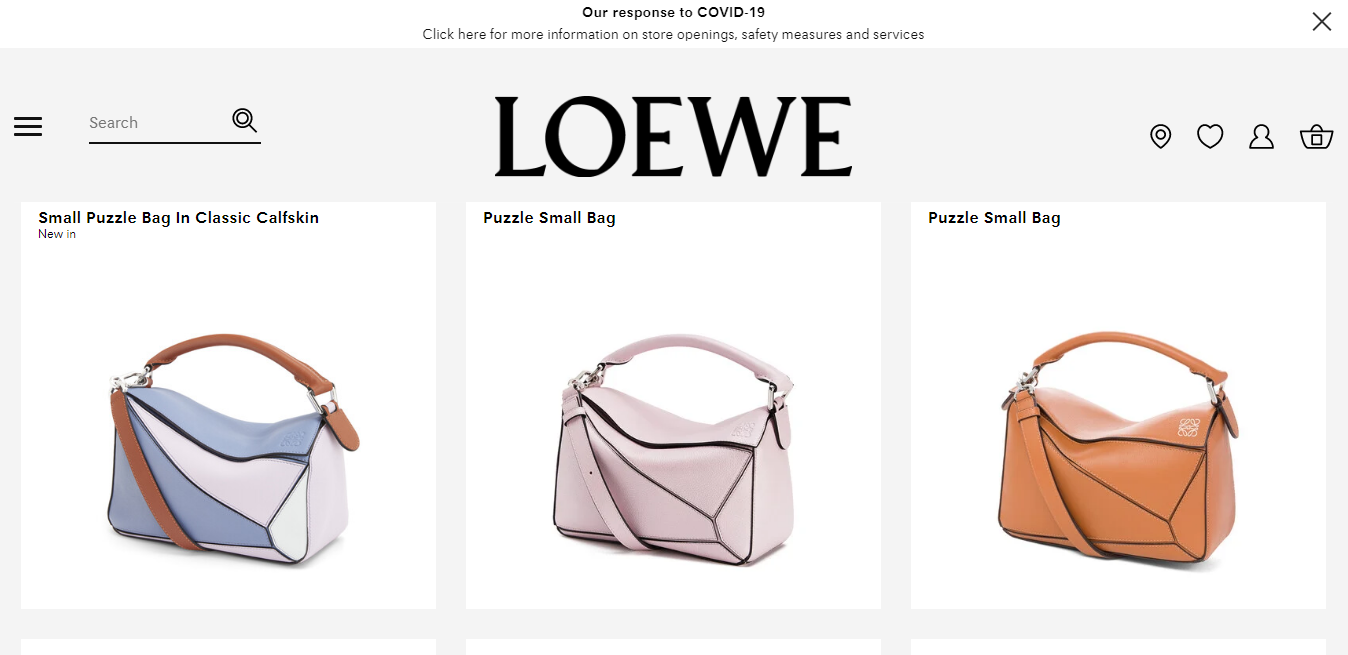 Our response to COVID-19
Click here for more information on store openings, safety measures and services
Search
LOEWE
Small Puzzle Bag In Classic Calfskin
New in
Puzzle Small Bag
Puzzle Small Bag